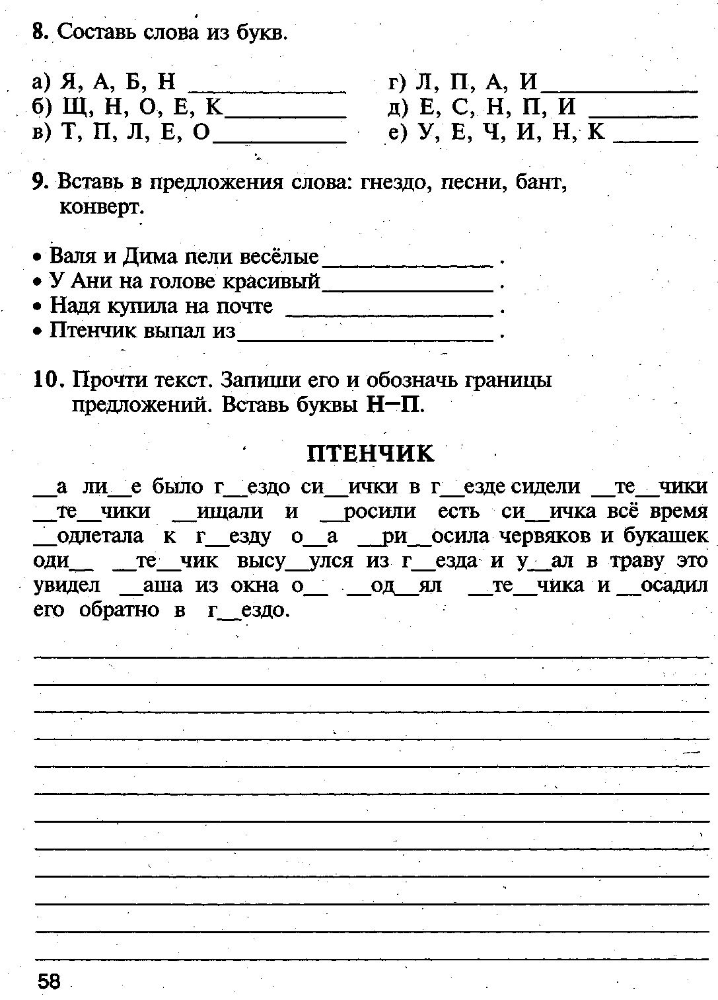 8. Составь слова из букв.
а) Я, А, Б, Н ____________ г) Л, П, А, И____________
б) Щ, Н, О, Е, К__________ д) Е, С, Н, П, И _________
в) Т, П, Л, Е, О___________ е) У, Е, Ч, И, Н, К _______
9. Вставь в предложения слова: гнездо, песни, бант,
конверт.
• Валя и Дима пели весёлые______________ .
• У Ани на голове красивый______________ .
• Надя купила на почте _________________ .
• Птенчик выпал из_____________________ .
10. Прочти текст. Запиши его и обозначь границы
предложений. Вставь буквы Н—П.
ПТЕНЧИК
__а ли__е было г__ездо си__ички в г__езде сидели __те__чики
__те__чики __ищали и __росили есть си__ичка всё время
__одлетала к г__езду о__а __ри__осила червяков и букашек
оди__ __те__чик высу__улся из г__езда и у__ал в траву это
увидел __аша из окна о__ __од__ял __те__чика и __осадил
его обратно в г__ездо.
58